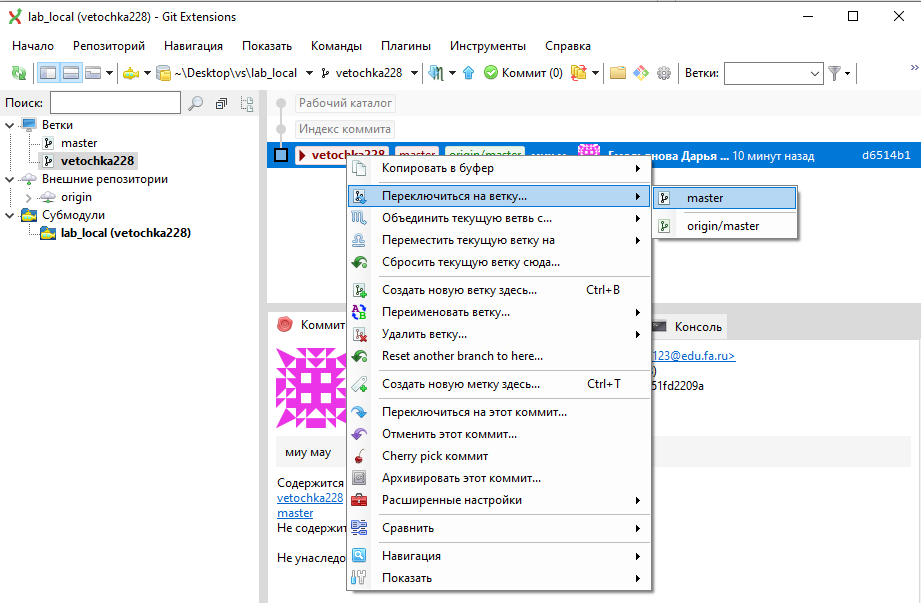 lab_local (vetochka228) - Git Extensions
Начало Репозиторий Навигация Показать Команды Плагины Инструменты Справка
~\Desktop\vs\lab_local vetochka228 Коммит (0) Ветки:
Поиск:
Ветки
master
vetochka228
Внешние репозитории
origin
Субмодули
lab_local (vetochka228)
Рабочий каталог
Индекс коммита
vetochka228 master origin/master Дарья ... 10 минут назад d6514b1
Копировать в буфер
Переключиться на ветку...
Объединить текущую ветвь с...
Переместить текущую ветку на
Сбросить текущую ветку сюда...
Создать новую ветку здесь... Ctrl+B
Переименовать ветку...
Удалить ветку...
Reset another branch to here...
Создать новую метку здесь... Ctrl+T
Переключиться на этот коммит...
Отменить этот коммит...
Cherry pick коммит
Архивировать этот коммит...
Расширенные настройки
Сравнить
Навигация
Показать
master
origin/master
Коммит
Консоль
123@edu.fa.ru>
)
51fd2209a
миу мау
Содержится
vetochka228
master
Не содержит
Не унаследо